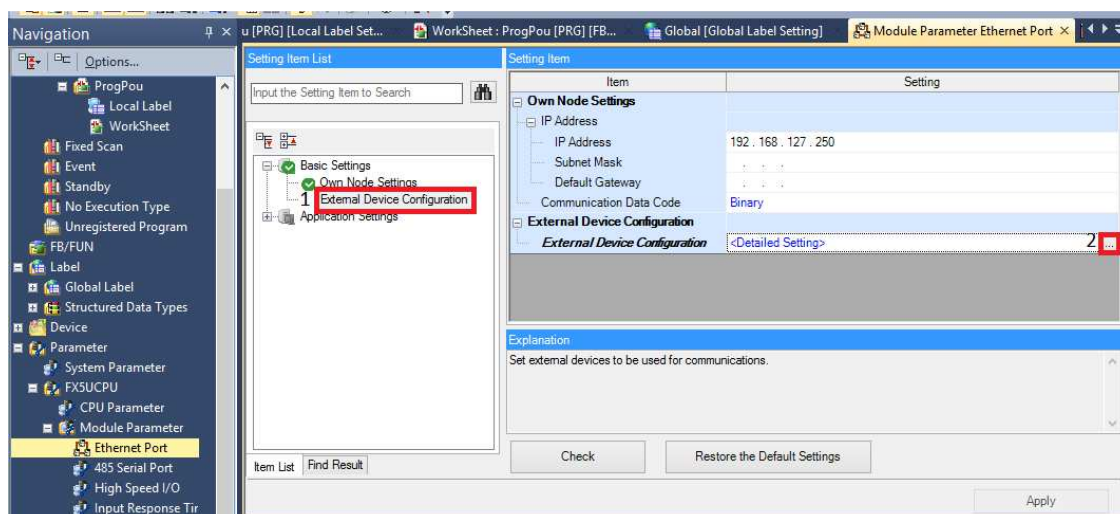 Navigation
u [PRG] [Local Label Set...
WorkSheet : ProgPou [PRG] [FB...
Global [Global Label Setting]
Module Parameter Ethernet Port
Options...
ProgPou
Local Label
WorkSheet
Fixed Scan
Event
Standby
No Execution Type
Unregistered Program
FB/FUN
Label
Global Label
Structured Data Types
Device
Parameter
System Parameter
FX5UCPU
CPU Parameter
Module Parameter
Ethernet Port
485 Serial Port
High Speed I/O
Input Response Tir
Setting Item List
Input the Setting Item to Search
Basic Settings
Own Node Settings
1 External Device Configuration
Application Settings
Item List Find Result
Setting Item
Item Setting
Own Node Settings
IP Address
IP Address 192 . 168 . 127 . 250
Subnet Mask . . .
Default Gateway . . .
Communication Data Code Binary
External Device Configuration
External Device Configuration <Detailed Setting> 2 ...
Explanation
Set external devices to be used for communications.
Check Restore the Default Settings
Apply